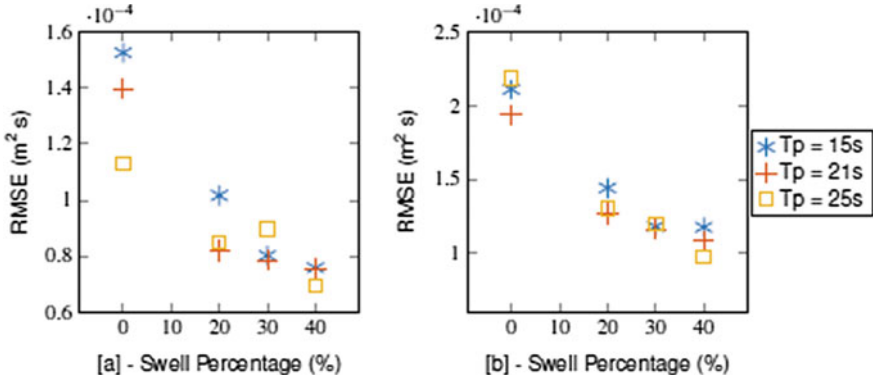 ·10⁻⁴
1.6
1.4
1.2
1
0.8
0.6
RMSE (m² s)
0 10 20 30 40
[a] - Swell Percentage (%)
·10⁻⁴
2.5
2
1.5
1
RMSE (m² s)
0 10 20 30 40
[b] - Swell Percentage (%)
Tp = 15s
Tp = 21s
Tp = 25s